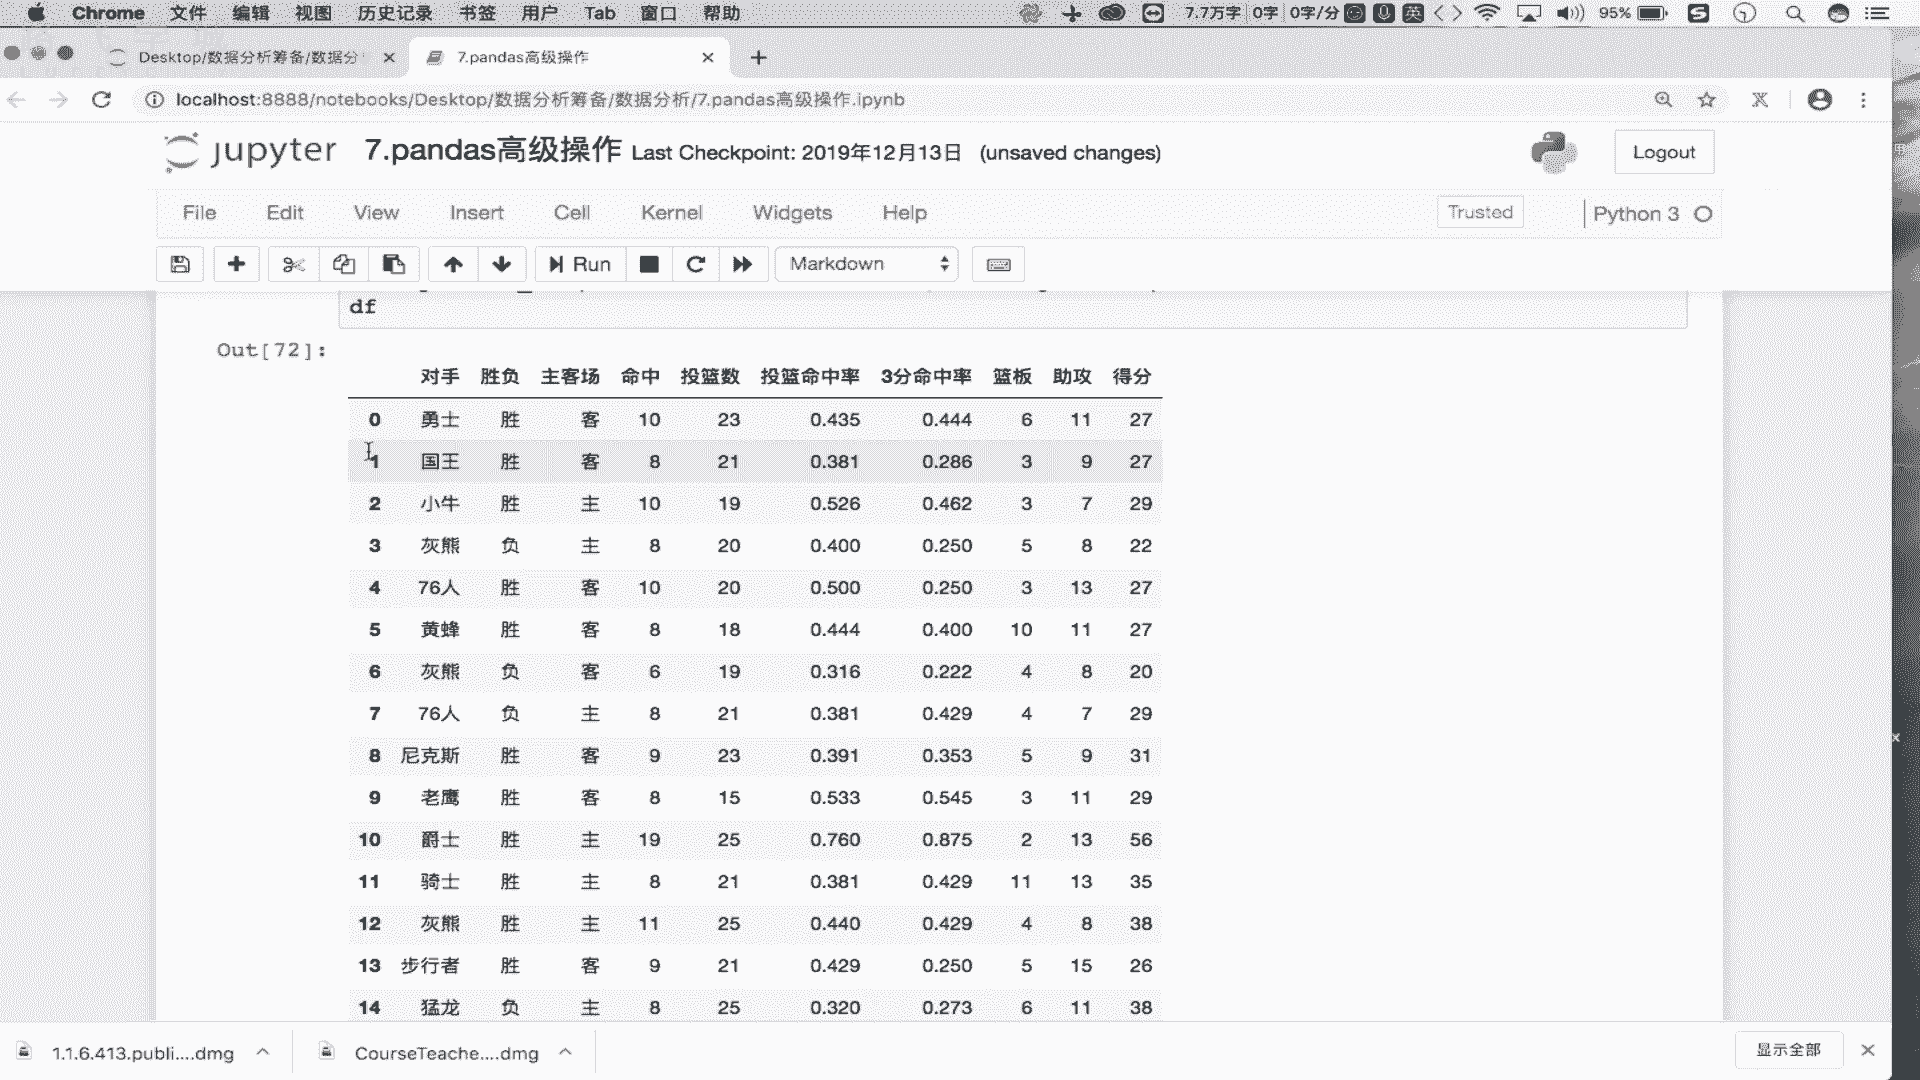 Chrome 文件 编辑 视图 历史记录 书签 用户 Tab 窗口 帮助 7.7万字 0字 0字/分 英 95%
Desktop/数据分析筹备/数据分 7.pandas高级操作
localhost:8888/notebooks/Desktop/数据分析筹备/数据分析/7.pandas高级操作.ipynb
jupyter 7.pandas高级操作 Last Checkpoint: 2019年12月13日 (unsaved changes) Logout
File Edit View Insert Cell Kernel Widgets Help Trusted Python 3
Run Markdown
df
Out[72]:
对手 胜负 主客场 命中 投篮数 投篮命中率 3分命中率 篮板 助攻 得分
0 勇士 胜 客 10 23 0.435 0.444 6 11 27
1 国王 胜 客 8 21 0.381 0.286 3 9 27
2 小牛 胜 主 10 19 0.526 0.462 3 7 29
3 灰熊 负 主 8 20 0.400 0.250 5 8 22
4 76人 胜 客 10 20 0.500 0.250 3 13 27
5 黄蜂 胜 客 8 18 0.444 0.400 10 11 27
6 灰熊 负 客 6 19 0.316 0.222 4 8 20
7 76人 负 主 8 21 0.381 0.429 4 7 29
8 尼克斯 胜 客 9 23 0.391 0.353 5 9 31
9 老鹰 胜 客 8 15 0.533 0.545 3 11 29
10 爵士 胜 主 19 25 0.760 0.875 2 13 56
11 骑士 胜 主 8 21 0.381 0.429 11 13 35
12 灰熊 胜 主 11 25 0.440 0.429 4 8 38
13 步行者 胜 客 9 21 0.429 0.250 5 15 26
14 猛龙 负 主 8 25 0.320 0.273 6 11 38
1.1.6.413.publi....dmg CourseTeache....dmg 显示全部